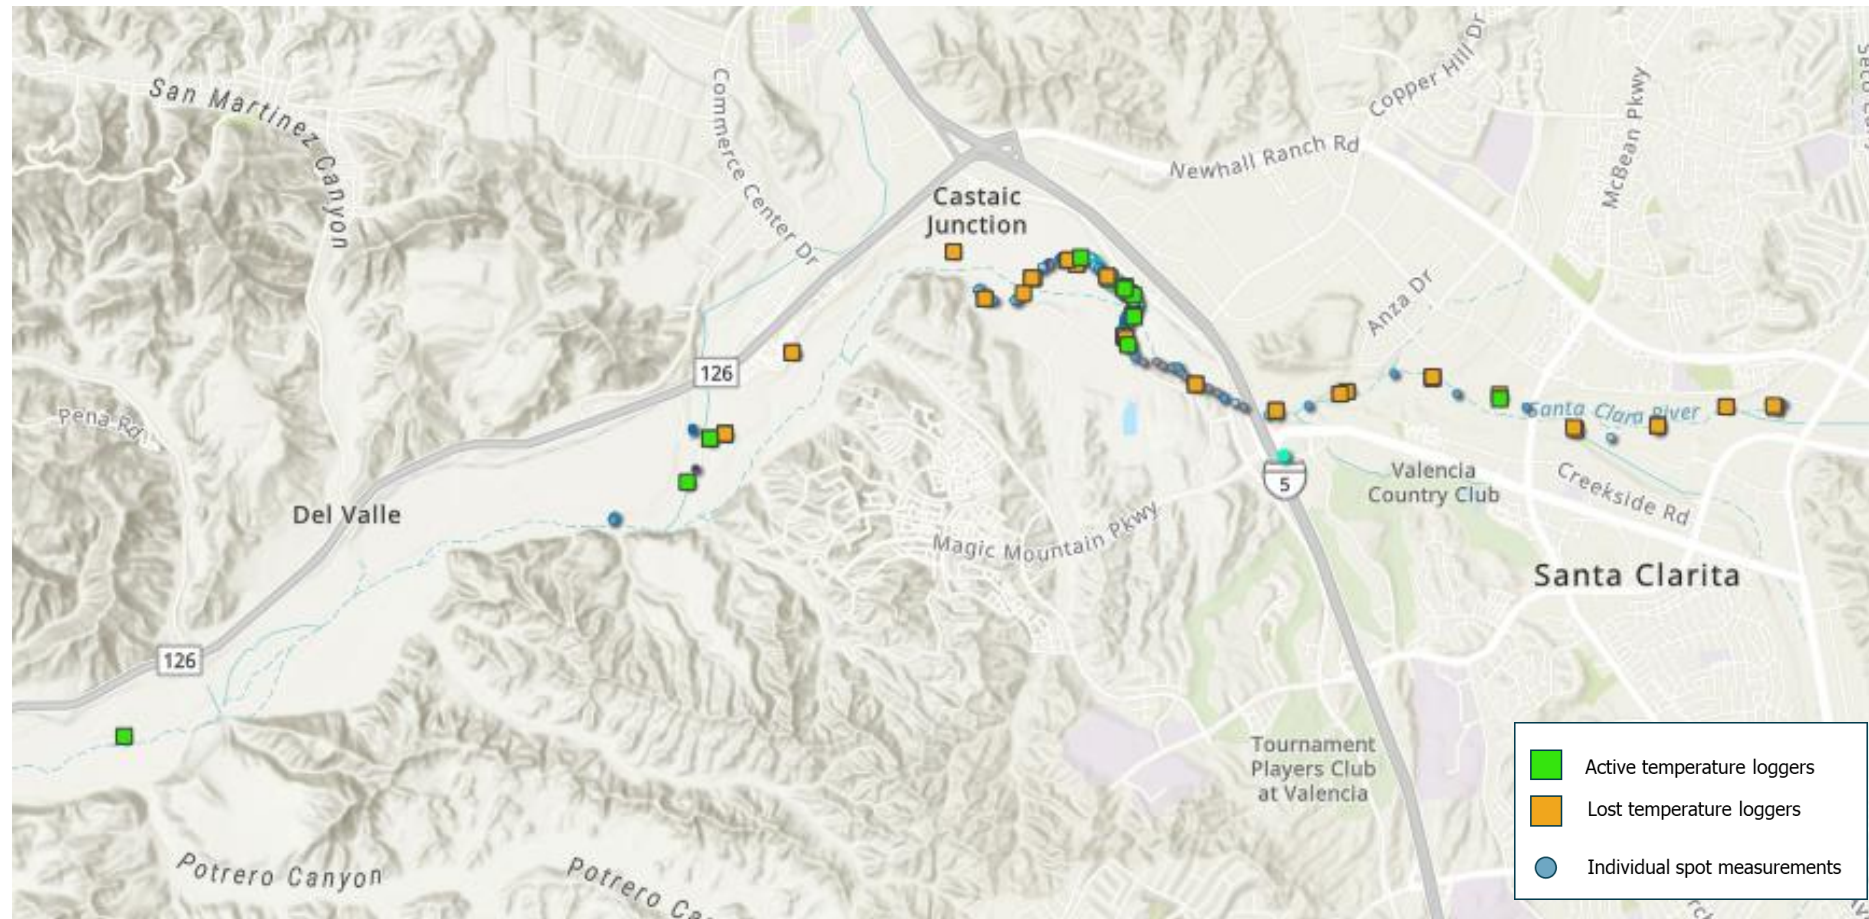 San Martinez Canyon
Commerce Center Dr
Copper Hill Dr
McBean Pkwy
Newhall Ranch Rd
Castaic
Junction
Anza Dr
126
Pena Rd
Santa Clara River
Del Valle
5
Valencia
Country Club
Creekside Rd
Magic Mountain Pkwy
Santa Clarita
126
Tournament
Players Club
at Valencia
Potrero Canyon
Potrero
Active temperature loggers
Lost temperature loggers
Individual spot measurements